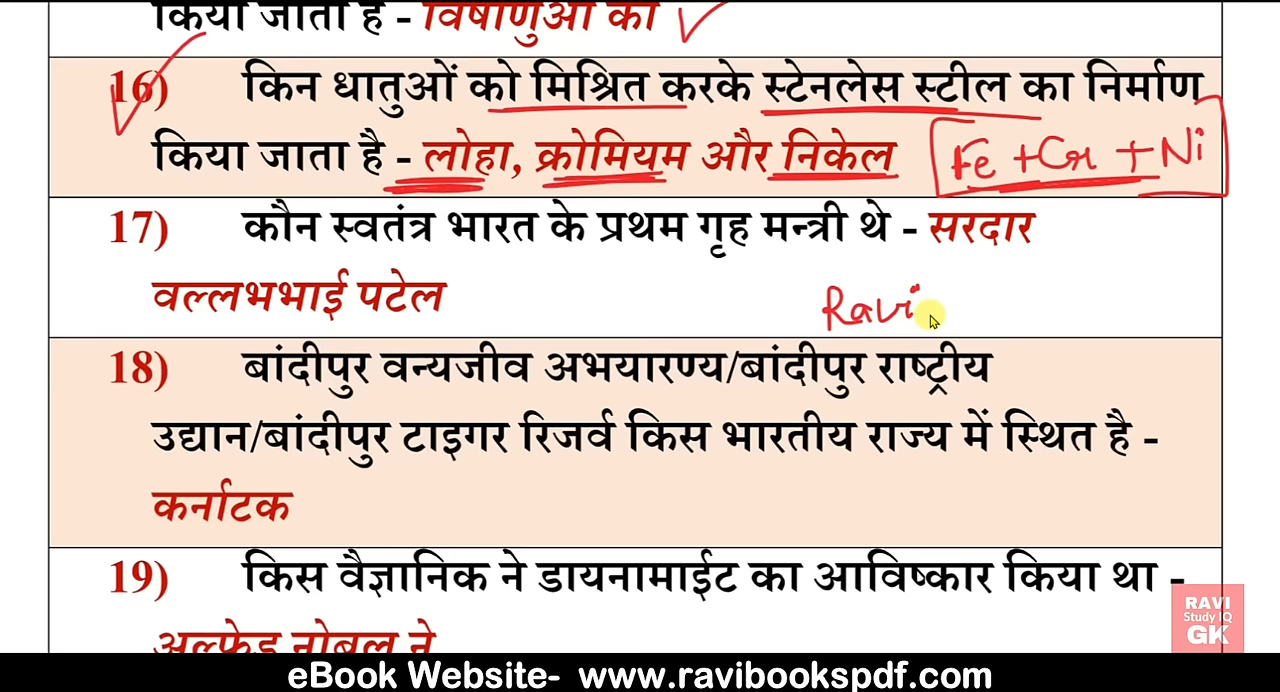 किया जाता है - विषाणुओं का ✓
16) किन धातुओं को मिश्रित करके स्टेनलेस स्टील का निर्माण
किया जाता है - लोहा, क्रोमियम और निकेल Fe + Cr + Ni
17) कौन स्वतंत्र भारत के प्रथम गृह मन्त्री थे - सरदार
वल्लभभाई पटेल
Ravi
18) बांदीपुर वन्यजीव अभयारण्य/बांदीपुर राष्ट्रीय
उद्यान/बांदीपुर टाइगर रिजर्व किस भारतीय राज्य में स्थित है -
कर्नाटक
19) किस वैज्ञानिक ने डायनामाईट का आविष्कार किया था -
अल्फ्रेड नोबल ने
RAVI
Study IQ
GK
eBook Website- www.ravibookspdf.com